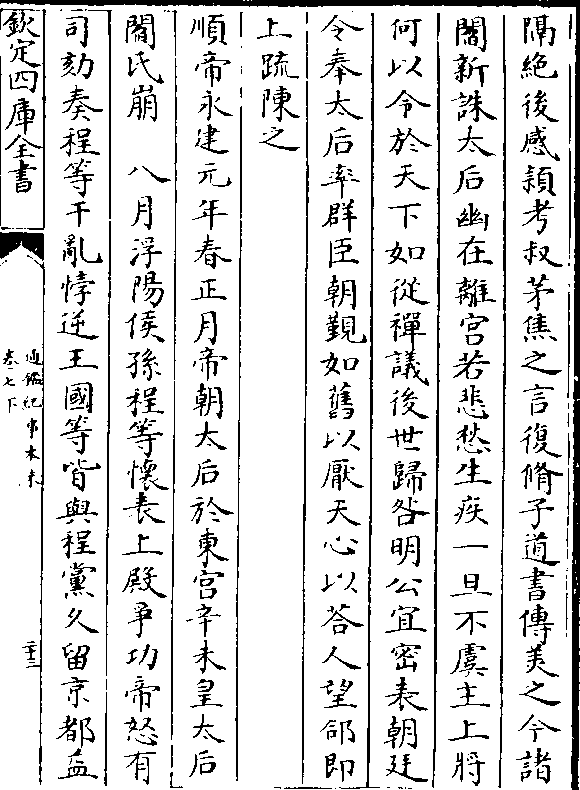 隔絶後感頴考叔茅焦之言復脩子道書傳美之今諸
閻新誅太后幽在離宫若悲愁生疾一旦不虞主上將
何以令於天下如從禪議後世歸咎明公宜密表朝廷
令奉太后率群臣朝覲如舊以厭天心以荅人望郃即
上疏陳之
順帝永建元年春正月帝朝太后於東宫辛未皇太后
閻氏崩 八月浮陽侯孫程等懷表上殿爭功帝怒有
司劾奏程等干亂悖逆王國等皆與程黨久留京都益
欽定四庫全書
通鑑紀事本末
卷七下
二十三